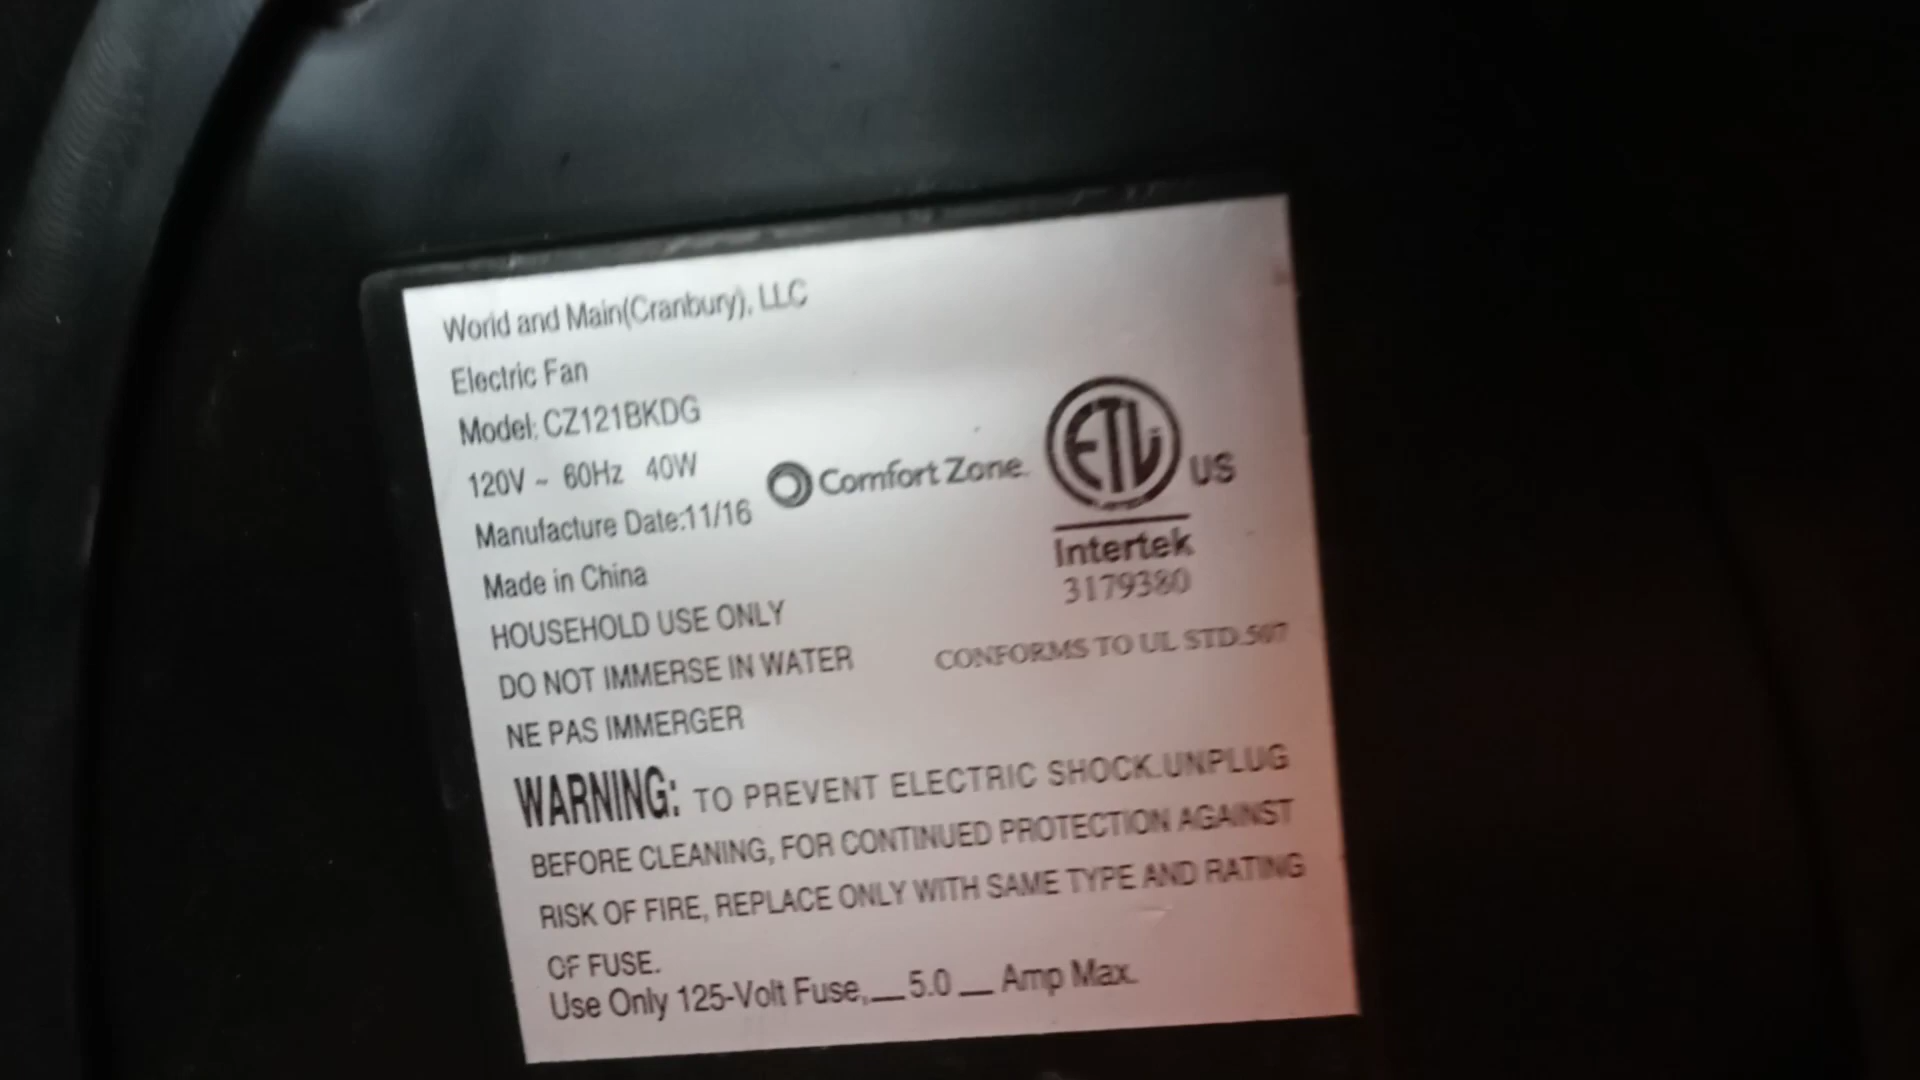 World and Main(Cranbury), LLC
Electric Fan
Model: CZ121BKDG
120V ~ 60Hz 40W
Manufacture Date:11/16
Made in China
HOUSEHOLD USE ONLY
DO NOT IMMERSE IN WATER
NE PAS IMMERGER
Comfort Zone
ETL US
Intertek
3179380
CONFORMS TO UL STD.507
WARNING: TO PREVENT ELECTRIC SHOCK.UNPLUG
BEFORE CLEANING, FOR CONTINUED PROTECTION AGAINST
RISK OF FIRE, REPLACE ONLY WITH SAME TYPE AND RATING
OF FUSE.
Use Only 125-Volt Fuse,__5.0__ Amp Max.